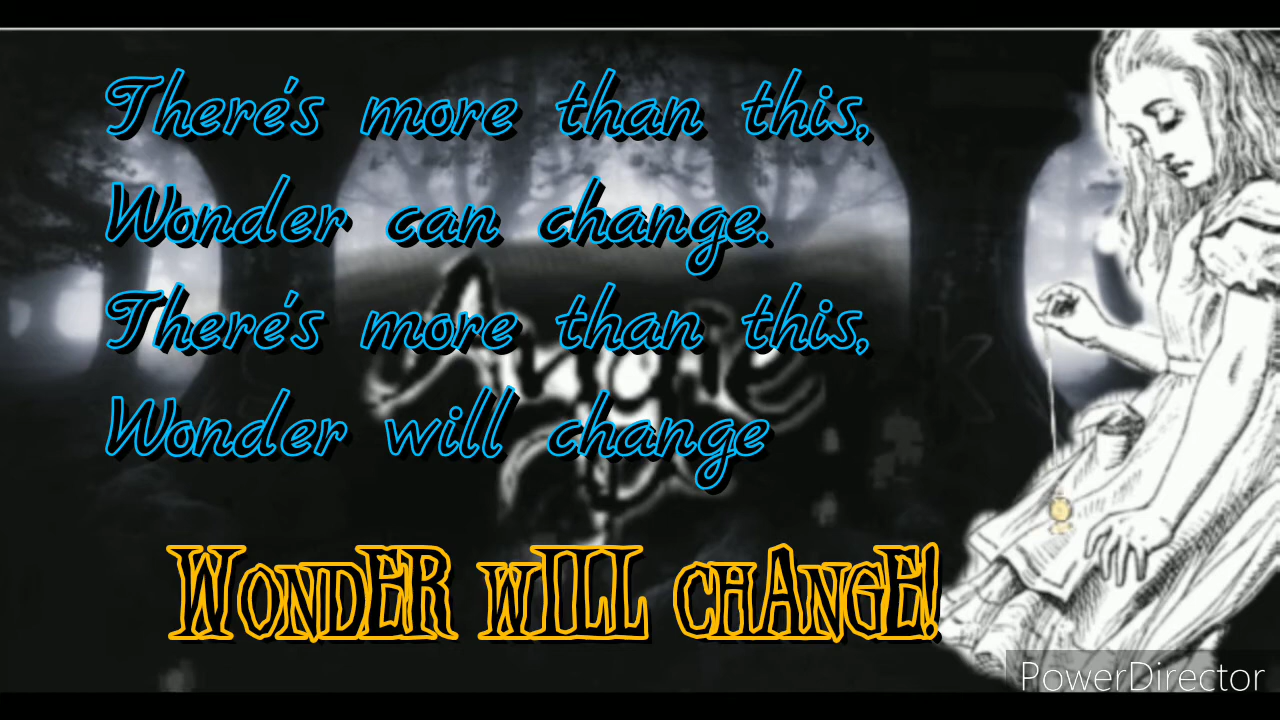 There's more than this,
Wonder can change.
There's more than this,
Wonder will change
WONDER WILL CHANGE!
PowerDirector